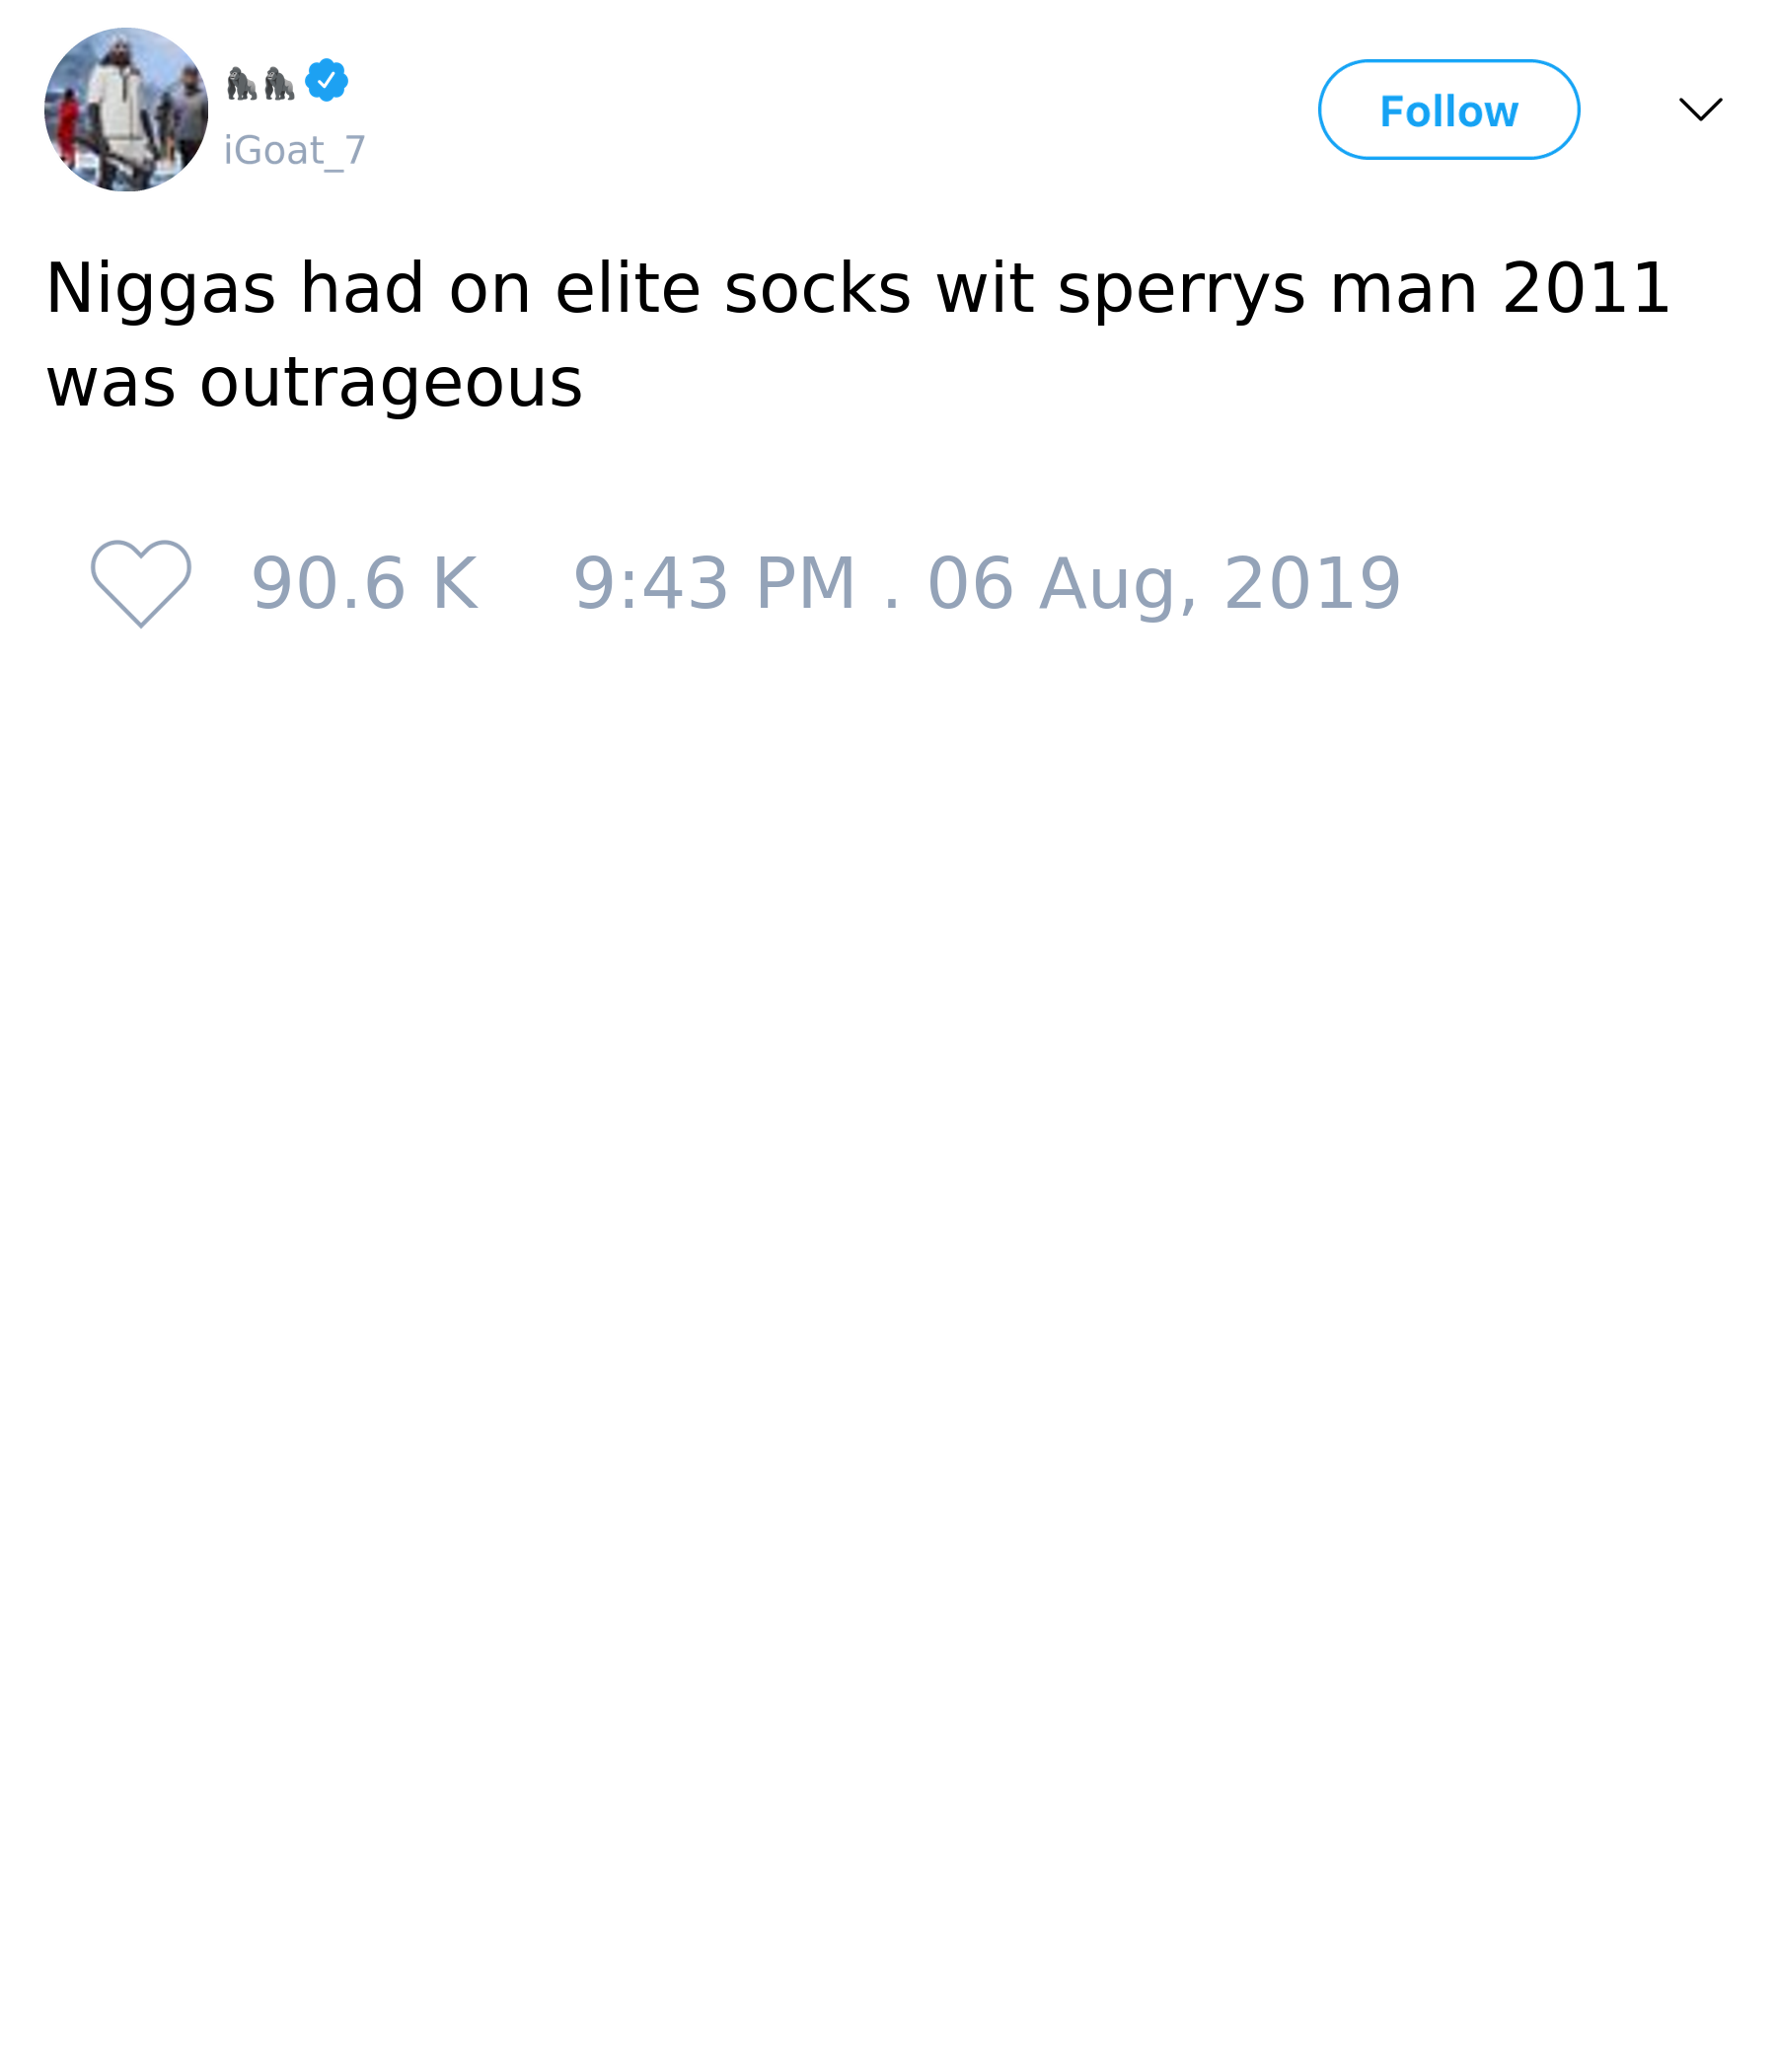 🦍🦍
iGoat_7
Follow
Niggas had on elite socks wit sperrys man 2011
was outrageous
90.6 K 9:43 PM . 06 Aug, 2019